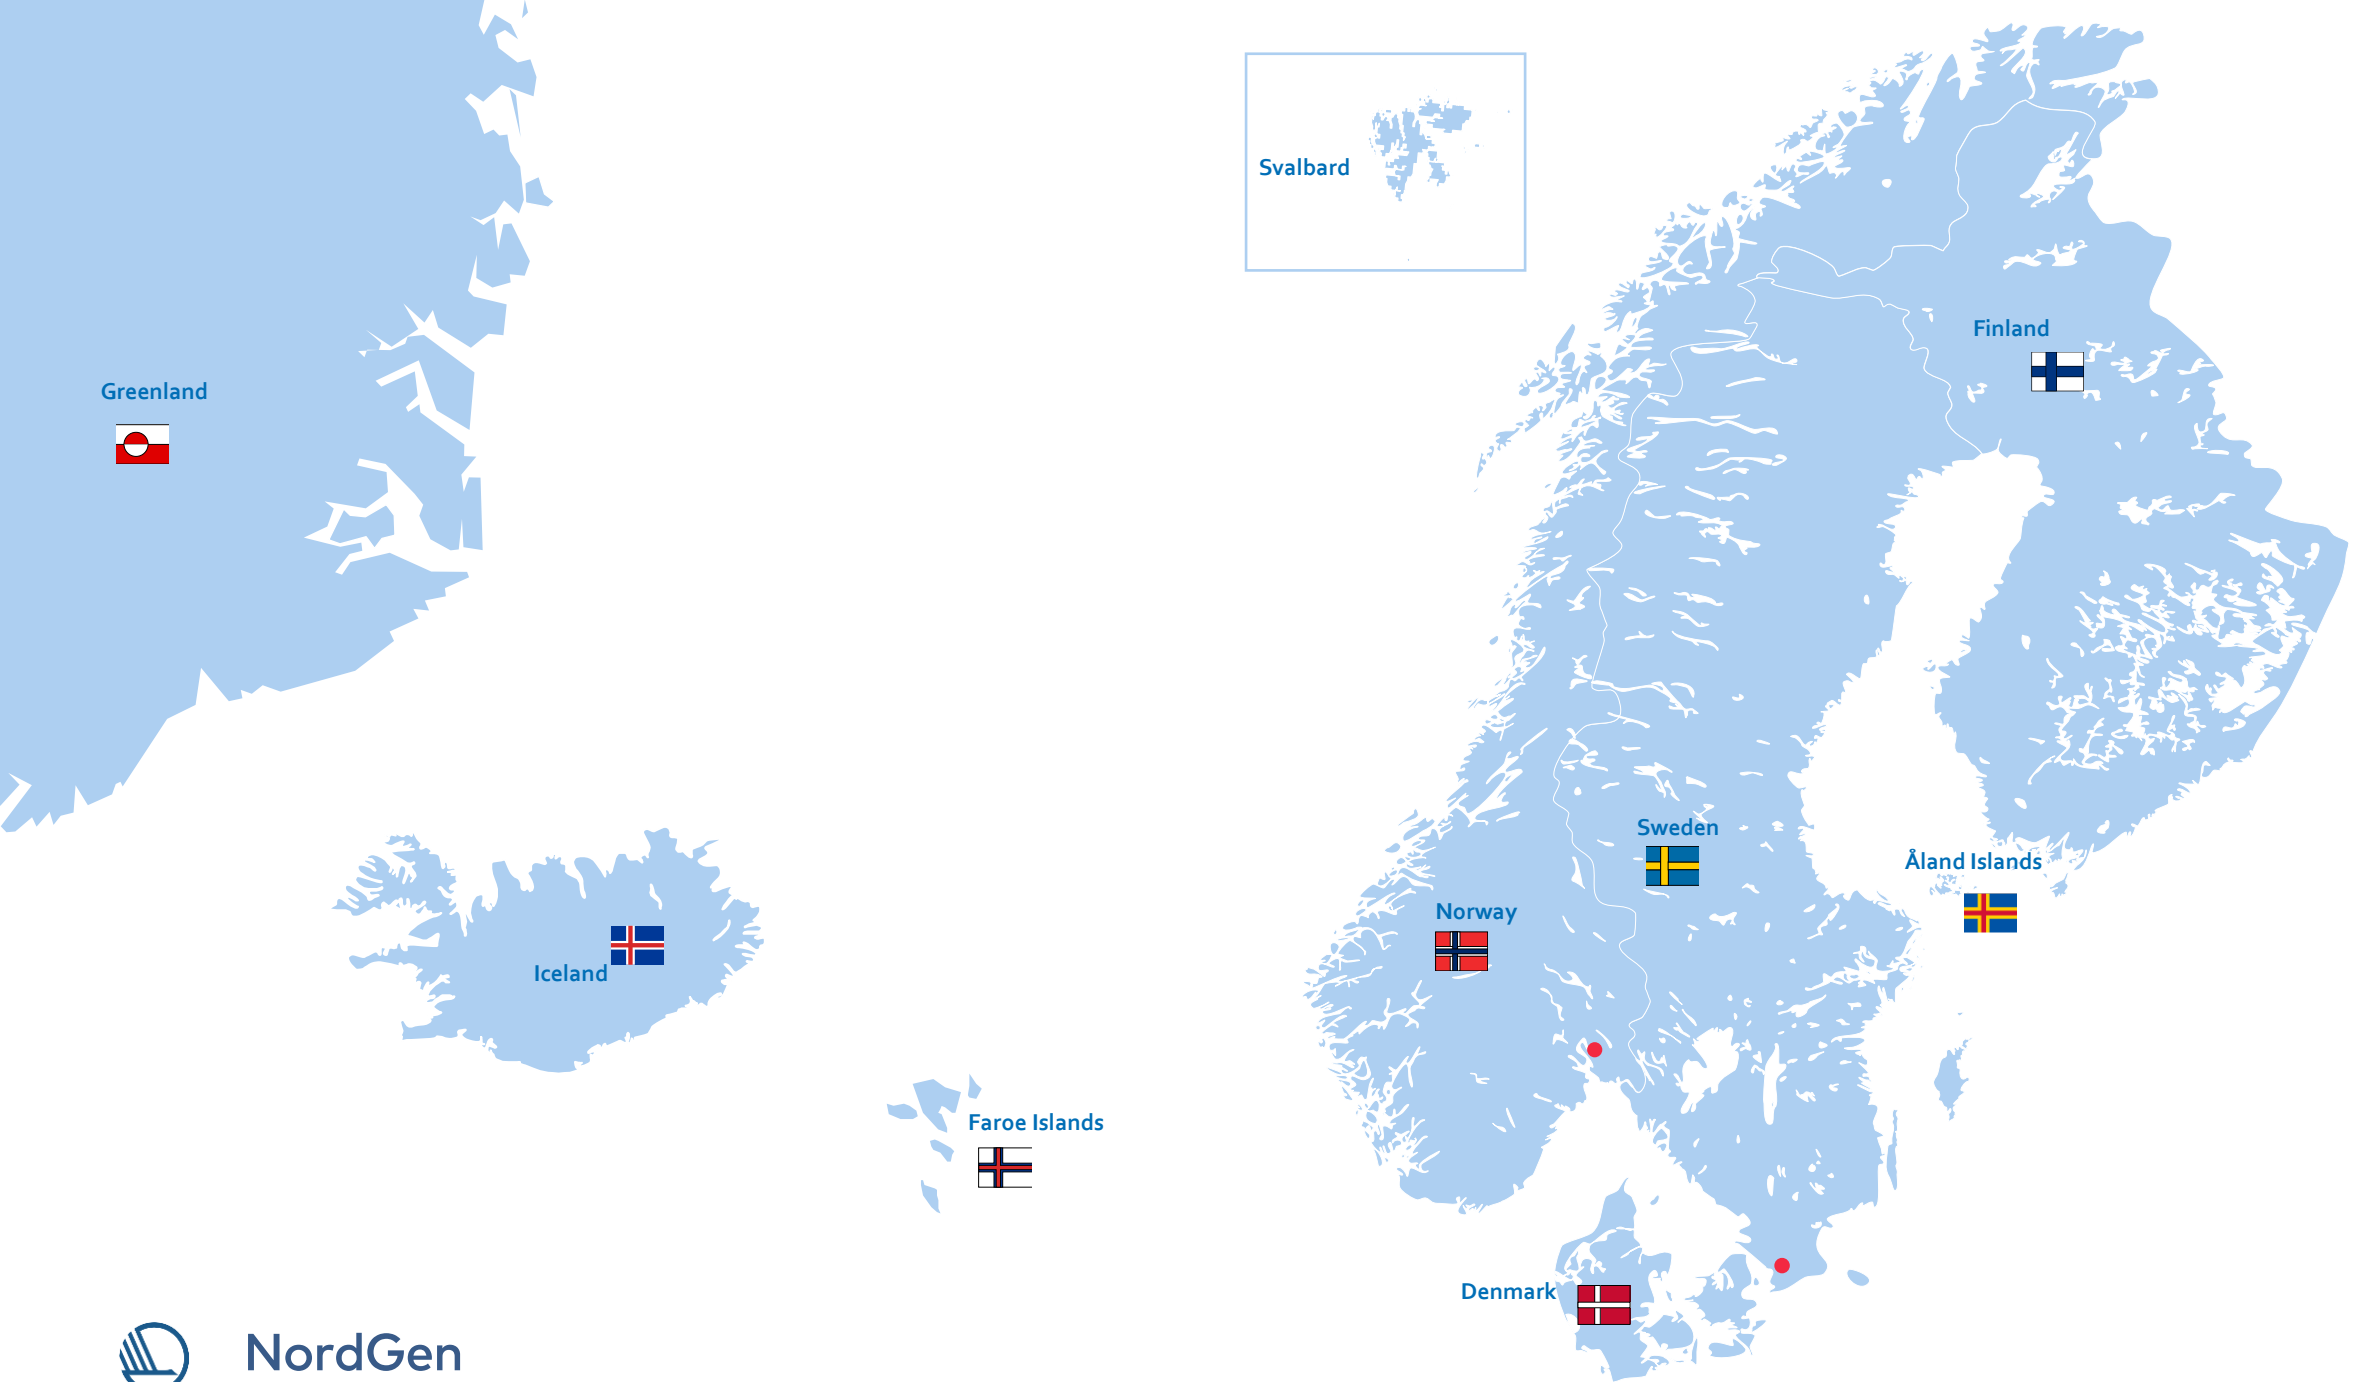 Svalbard
Finland
Greenland
Sweden
Åland Islands
Norway
Iceland
Faroe Islands
Denmark
NordGen